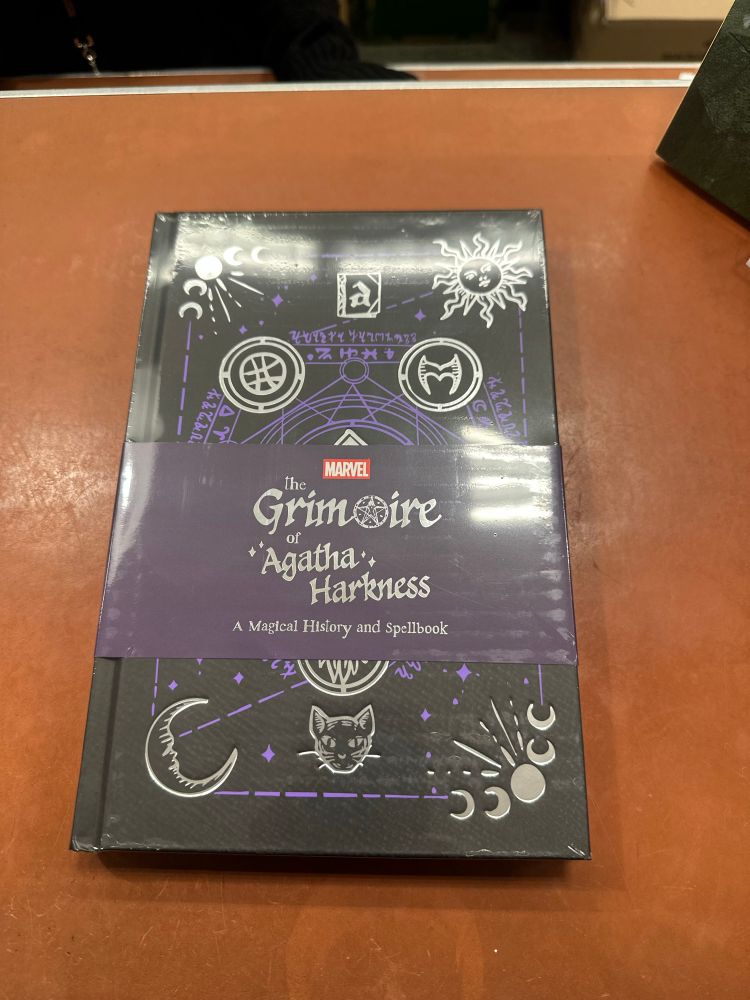 a
MARVEL
the
Grimoire
of
Agatha
Harkness
A Magical History and Spellbook